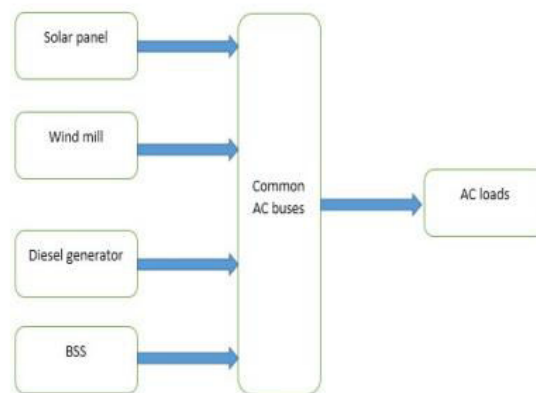 Solar panel
Wind mill
Diesel generator
BSS
Common
AC buses
AC loads